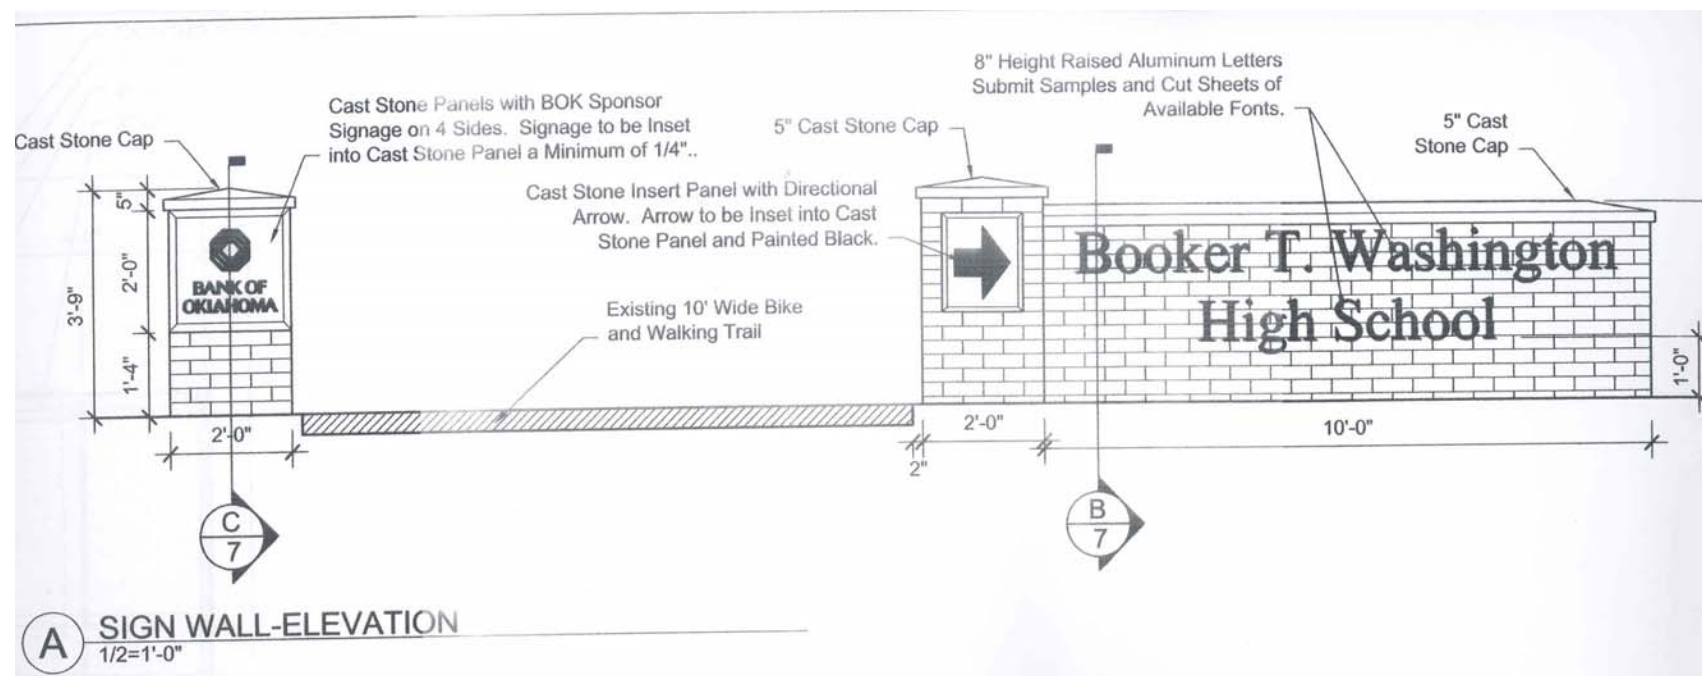 8" Height Raised Aluminum Letters
Submit Samples and Cut Sheets of
Available Fonts.
Cast Stone Panels with BOK Sponsor
Signage on 4 Sides. Signage to be Inset
into Cast Stone Panel a Minimum of 1/4"..
Cast Stone Cap
5" Cast Stone Cap
5" Cast
Stone Cap
Cast Stone Insert Panel with Directional
Arrow. Arrow to be Inset into Cast
Stone Panel and Painted Black.
5"
2'-0"
3'-9"
1'-4"
BANK OF
OKLAHOMA
Existing 10' Wide Bike
and Walking Trail
Booker T. Washington
High School
1'-0"
2'-0"
2'-0"
2"
10'-0"
C
7
B
7
A
SIGN WALL-ELEVATION
1/2=1'-0"